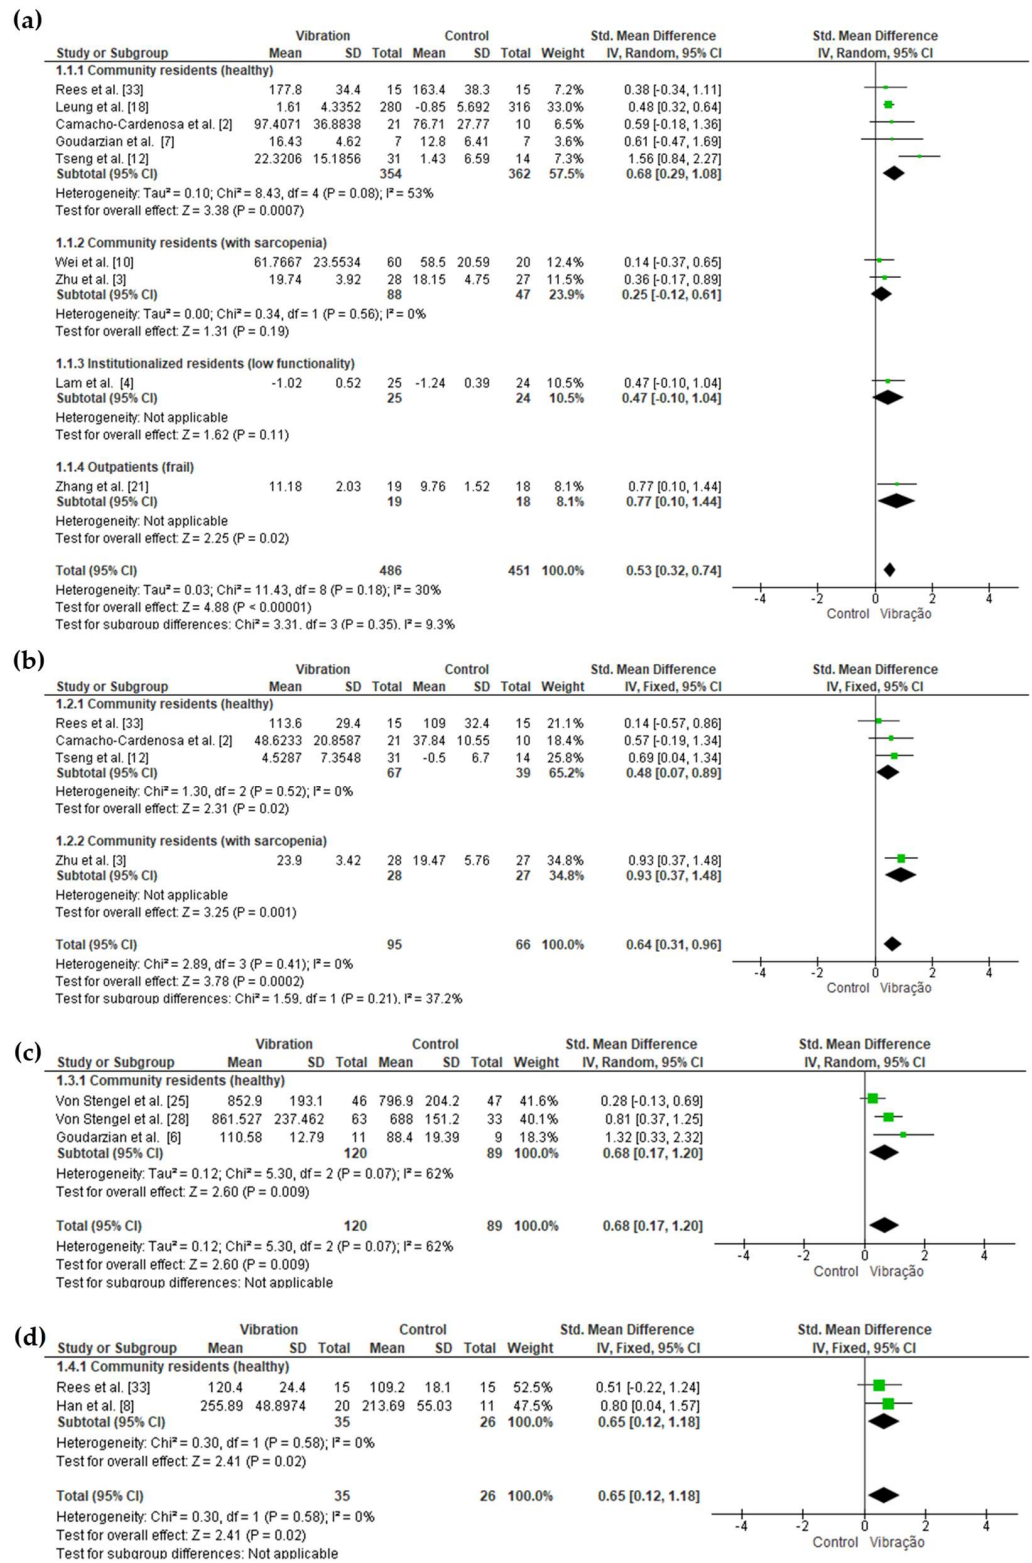 (a)
Vibration Control Std. Mean Difference Std. Mean Difference
Study or Subgroup Mean SD Total Mean SD Total Weight IV, Random, 95% CI IV, Random, 95% CI
1.1.1 Community residents (healthy)
Rees et al. [33] 177.8 34.4 15 163.4 38.3 15 7.2% 0.38 [-0.34, 1.11]
Leung et al. [18] 1.61 4.3352 280 -0.85 5.692 316 33.0% 0.48 [0.32, 0.64]
Camacho-Cardenosa et al. [2] 97.4071 36.8838 21 76.71 27.77 10 6.5% 0.59 [-0.18, 1.36]
Goudarzian et al. [7] 16.43 4.62 7 12.8 6.41 7 3.6% 0.61 [-0.47, 1.69]
Tseng et al. [12] 22.3206 15.1856 31 1.43 6.59 14 7.3% 1.56 [0.84, 2.27]
Subtotal (95% CI) 354 362 57.5% 0.68 [0.29, 1.08]
Heterogeneity: Tau² = 0.10; Chi² = 8.43, df = 4 (P = 0.08); I² = 53%
Test for overall effect: Z = 3.38 (P = 0.0007)
1.1.2 Community residents (with sarcopenia)
Wei et al. [10] 61.7667 23.5534 60 58.5 20.59 20 12.4% 0.14 [-0.37, 0.65]
Zhu et al. [3] 19.74 3.92 28 18.15 4.75 27 11.5% 0.36 [-0.17, 0.89]
Subtotal (95% CI) 88 47 23.9% 0.25 [-0.12, 0.61]
Heterogeneity: Tau² = 0.00; Chi² = 0.34, df = 1 (P = 0.56); I² = 0%
Test for overall effect: Z = 1.31 (P = 0.19)
1.1.3 Institutionalized residents (low functionality)
Lam et al. [4] -1.02 0.52 25 -1.24 0.39 24 10.5% 0.47 [-0.10, 1.04]
Subtotal (95% CI) 25 24 10.5% 0.47 [-0.10, 1.04]
Heterogeneity: Not applicable
Test for overall effect: Z = 1.62 (P = 0.11)
1.1.4 Outpatients (frail)
Zhang et al. [21] 11.18 2.03 19 9.76 1.52 18 8.1% 0.77 [0.10, 1.44]
Subtotal (95% CI) 19 18 8.1% 0.77 [0.10, 1.44]
Heterogeneity: Not applicable
Test for overall effect: Z = 2.25 (P = 0.02)
Total (95% CI) 486 451 100.0% 0.53 [0.32, 0.74]
Heterogeneity: Tau² = 0.03; Chi² = 11.43, df = 8 (P = 0.18); I² = 30%
Test for overall effect: Z = 4.88 (P < 0.00001)
Test for subgroup differences: Chi² = 3.31, df = 3 (P = 0.35), I² = 9.3%
-4 -2 0 2 4
Control Vibração
(b)
Vibration Control Std. Mean Difference Std. Mean Difference
Study or Subgroup Mean SD Total Mean SD Total Weight IV, Fixed, 95% CI IV, Fixed, 95% CI
1.2.1 Community residents (healthy)
Rees et al. [33] 113.6 29.4 15 109 32.4 15 21.1% 0.14 [-0.57, 0.86]
Camacho-Cardenosa et al. [2] 48.6233 20.8587 21 37.84 10.55 10 18.4% 0.57 [-0.19, 1.34]
Tseng et al. [12] 4.5287 7.3548 31 -0.5 6.7 14 25.8% 0.69 [0.04, 1.34]
Subtotal (95% CI) 67 39 65.2% 0.48 [0.07, 0.89]
Heterogeneity: Chi² = 1.30, df = 2 (P = 0.52); I² = 0%
Test for overall effect: Z = 2.31 (P = 0.02)
1.2.2 Community residents (with sarcopenia)
Zhu et al. [3] 23.9 3.42 28 19.47 5.76 27 34.8% 0.93 [0.37, 1.48]
Subtotal (95% CI) 28 27 34.8% 0.93 [0.37, 1.48]
Heterogeneity: Not applicable
Test for overall effect: Z = 3.25 (P = 0.001)
Total (95% CI) 95 66 100.0% 0.64 [0.31, 0.96]
Heterogeneity: Chi² = 2.89, df = 3 (P = 0.41); I² = 0%
Test for overall effect: Z = 3.78 (P = 0.0002)
Test for subgroup differences: Chi² = 1.59, df = 1 (P = 0.21), I² = 37.2%
-4 -2 0 2 4
Control Vibração
(c)
Vibration Control Std. Mean Difference Std. Mean Difference
Study or Subgroup Mean SD Total Mean SD Total Weight IV, Random, 95% CI IV, Random, 95% CI
1.3.1 Community residents (healthy)
Von Stengel et al. [25] 852.9 193.1 46 796.9 204.2 47 41.6% 0.28 [-0.13, 0.69]
Von Stengel et al. [28] 861.527 237.462 63 688 151.2 33 40.1% 0.81 [0.37, 1.25]
Goudarzian et al. [6] 110.58 12.79 11 88.4 19.39 9 18.3% 1.32 [0.33, 2.32]
Subtotal (95% CI) 120 89 100.0% 0.68 [0.17, 1.20]
Heterogeneity: Tau² = 0.12; Chi² = 5.30, df = 2 (P = 0.07); I² = 62%
Test for overall effect: Z = 2.60 (P = 0.009)
Total (95% CI) 120 89 100.0% 0.68 [0.17, 1.20]
Heterogeneity: Tau² = 0.12; Chi² = 5.30, df = 2 (P = 0.07); I² = 62%
Test for overall effect: Z = 2.60 (P = 0.009)
Test for subgroup differences: Not applicable
-4 -2 0 2 4
Control Vibração
(d)
Vibration Control Std. Mean Difference Std. Mean Difference
Study or Subgroup Mean SD Total Mean SD Total Weight IV, Fixed, 95% CI IV, Fixed, 95% CI
1.4.1 Community residents (healthy)
Rees et al. [33] 120.4 24.4 15 109.2 18.1 15 52.5% 0.51 [-0.22, 1.24]
Han et al. [8] 255.89 48.8974 20 213.69 55.03 11 47.5% 0.80 [0.04, 1.57]
Subtotal (95% CI) 35 26 100.0% 0.65 [0.12, 1.18]
Heterogeneity: Chi² = 0.30, df = 1 (P = 0.58); I² = 0%
Test for overall effect: Z = 2.41 (P = 0.02)
Total (95% CI) 35 26 100.0% 0.65 [0.12, 1.18]
Heterogeneity: Chi² = 0.30, df = 1 (P = 0.58); I² = 0%
Test for overall effect: Z = 2.41 (P = 0.02)
Test for subgroup differences: Not applicable
-4 -2 0 2 4
Control Vibração